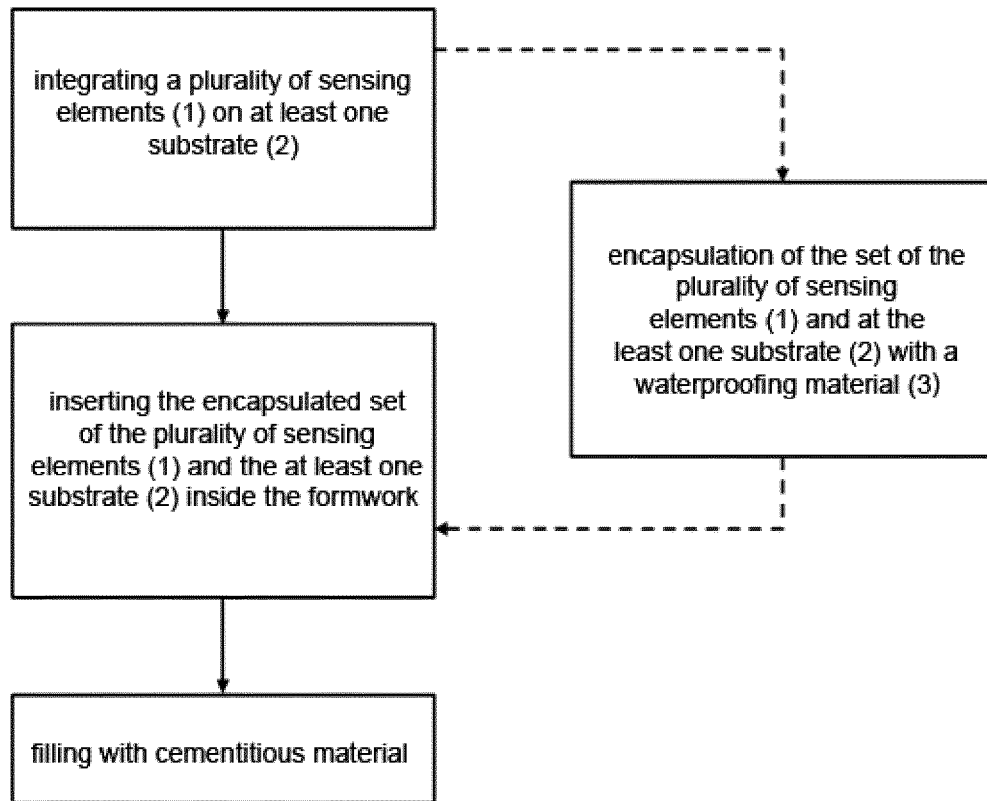 integrating a plurality of sensing
elements (1) on at least one
substrate (2)
encapsulation of the set of the
plurality of sensing
elements (1) and at the
least one substrate (2) with a
waterproofing material (3)
inserting the encapsulated set
of the plurality of sensing
elements (1) and the at least one
substrate (2) inside the formwork
filling with cementitious material